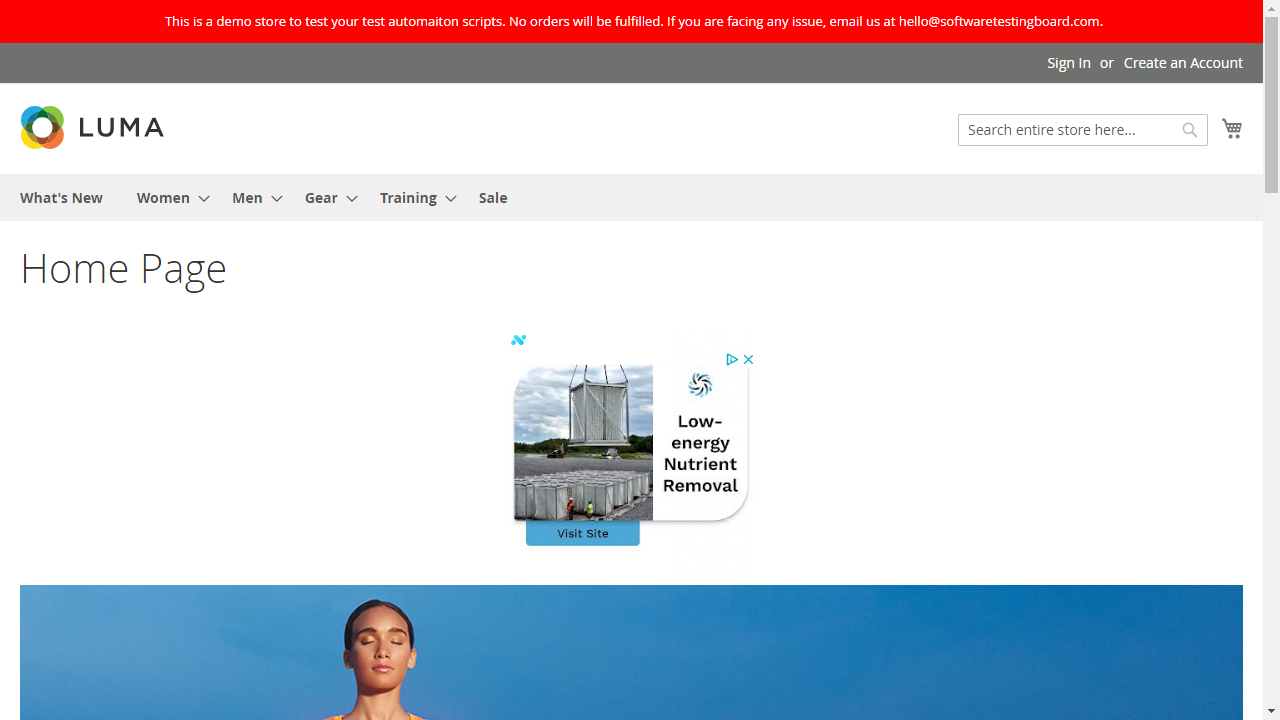 This is a demo store to test your test automaiton scripts. No orders will be fulfilled. If you are facing any issue, email us at hello@softwaretestingboard.com.
Sign In or Create an Account
LUMA
Search entire store here...
What's New Women Men Gear Training Sale
Home Page
Low-
energy
Nutrient
Removal
Visit Site